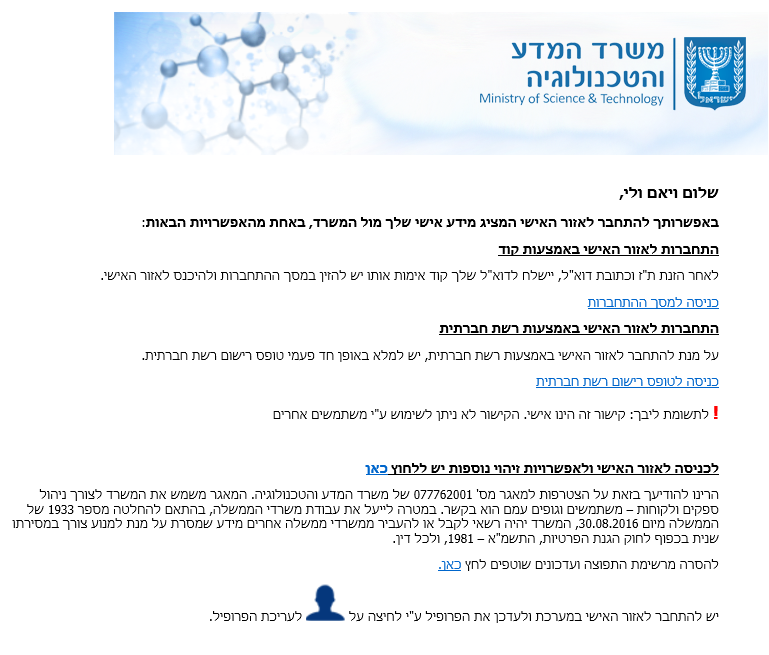 משרד המדע
והטכנולוגיה
Ministry of Science & Technology
ישראל
שלום ויאם ולי,
באפשרותך להתחבר לאזור האישי המציג מידע אישי שלך מול המשרד, באחת מהאפשרויות הבאות:
התחברות לאזור האישי באמצעות קוד
לאחר הזנת ת"ז וכתובת דוא"ל, יישלח לדוא"ל שלך קוד אימות אותו יש להזין במסך ההתחברות ולהיכנס לאזור האישי.
כניסה למסך ההתחברות
התחברות לאזור האישי באמצעות רשת חברתית
על מנת להתחבר לאזור האישי באמצעות רשת חברתית, יש למלא באופן חד פעמי טופס רישום רשת חברתית.
כניסה לטופס רישום רשת חברתית
! לתשומת ליבך: קישור זה הינו אישי. הקישור לא ניתן לשימוש ע"י משתמשים אחרים
לכניסה לאזור האישי ולאפשרויות זיהוי נוספות יש ללחוץ כאן
הרינו להודיעך בזאת על הצטרפות למאגר מס' 077762001 של משרד המדע והטכנולוגיה. המאגר משמש את המשרד לצורך ניהול
ספקים ולקוחות – משתמשים וגופים עמם הוא בקשר. במטרה לייעל את עבודת משרדי הממשלה, בהתאם להחלטה מספר 1933 של
הממשלה מיום 30.08.2016, המשרד יהיה רשאי לקבל או להעביר ממשרדי ממשלה אחרים מידע שמסרת על מנת למנוע צורך במסירתו
שנית בכפוף לחוק הגנת הפרטיות, התשמ"א – 1981, ולכל דין.
להסרה מרשימת התפוצה ועדכונים שוטפים לחץ כאן.
יש להתחבר לאזור האישי במערכת ולעדכן את הפרופיל ע"י לחיצה על לעריכת הפרופיל.